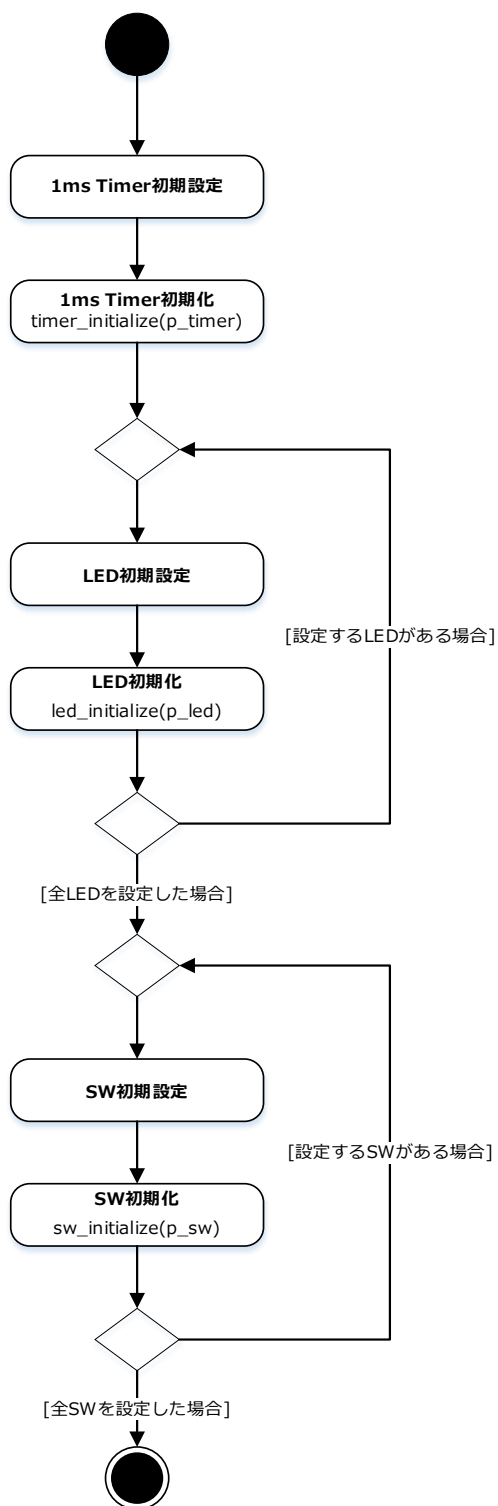 1ms Timer初期設定
1ms Timer初期化
timer_initialize(p_timer)
LED初期設定
[設定するLEDがある場合]
LED初期化
led_initialize(p_led)
[全LEDを設定した場合]
SW初期設定
[設定するSWがある場合]
SW初期化
sw_initialize(p_sw)
[全SWを設定した場合]